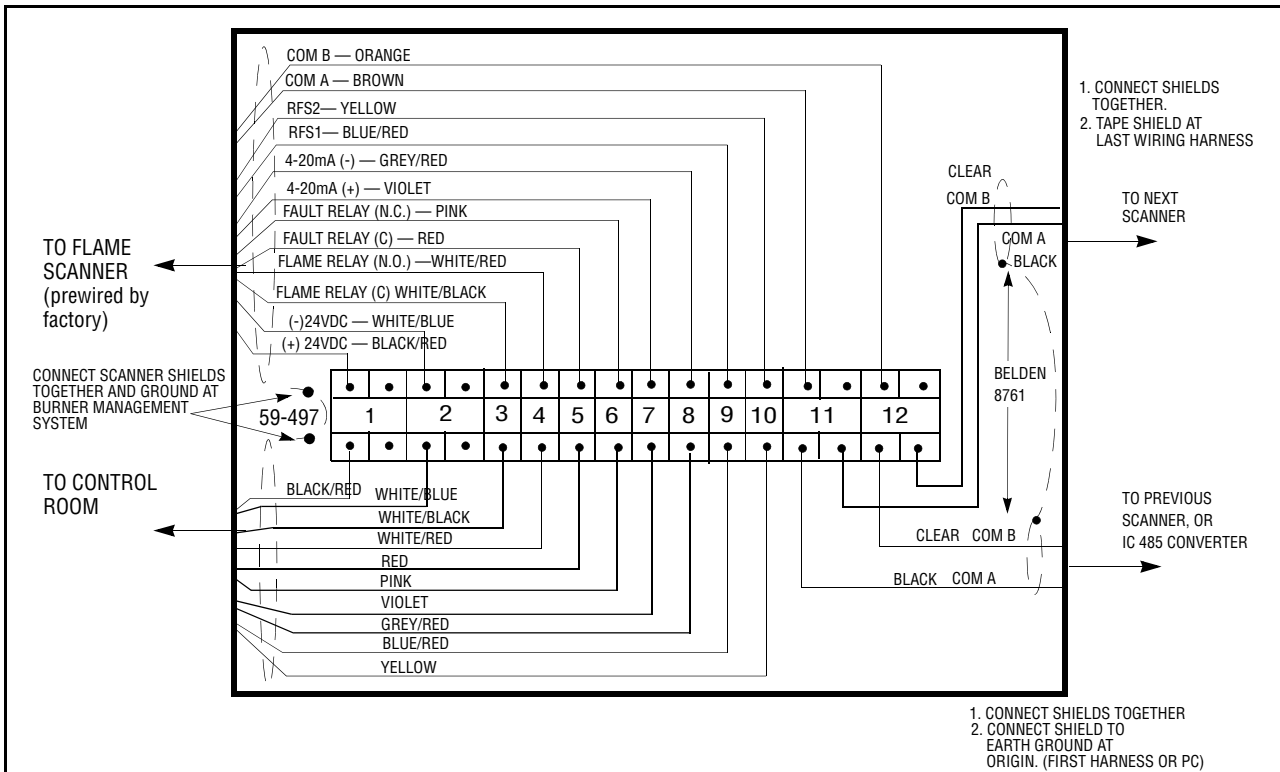 COM B — ORANGE
COM A — BROWN
RFS2— YELLOW
RFS1— BLUE/RED
4-20mA (-) — GREY/RED
4-20mA (+) — VIOLET
FAULT RELAY (N.C.) — PINK
FAULT RELAY (C) — RED
FLAME RELAY (N.O.) —WHITE/RED
FLAME RELAY (C) WHITE/BLACK
(-)24VDC — WHITE/BLUE
(+) 24VDC — BLACK/RED
TO FLAME
SCANNER
(prewired by
factory)
CONNECT SCANNER SHIELDS
TOGETHER AND GROUND AT
BURNER MANAGEMENT
SYSTEM
59-497
1 2 3 4 5 6 7 8 9 10 11 12
TO CONTROL
ROOM
BLACK/RED
WHITE/BLUE
WHITE/BLACK
WHITE/RED
RED
PINK
VIOLET
GREY/RED
BLUE/RED
YELLOW
CLEAR
COM B
COM A
BLACK
BELDEN
8761
CLEAR COM B
BLACK COM A
1. CONNECT SHIELDS
TOGETHER.
2. TAPE SHIELD AT
LAST WIRING HARNESS
TO NEXT
SCANNER
TO PREVIOUS
SCANNER, OR
IC 485 CONVERTER
1. CONNECT SHIELDS TOGETHER
2. CONNECT SHIELD TO
EARTH GROUND AT
ORIGIN. (FIRST HARNESS OR PC)